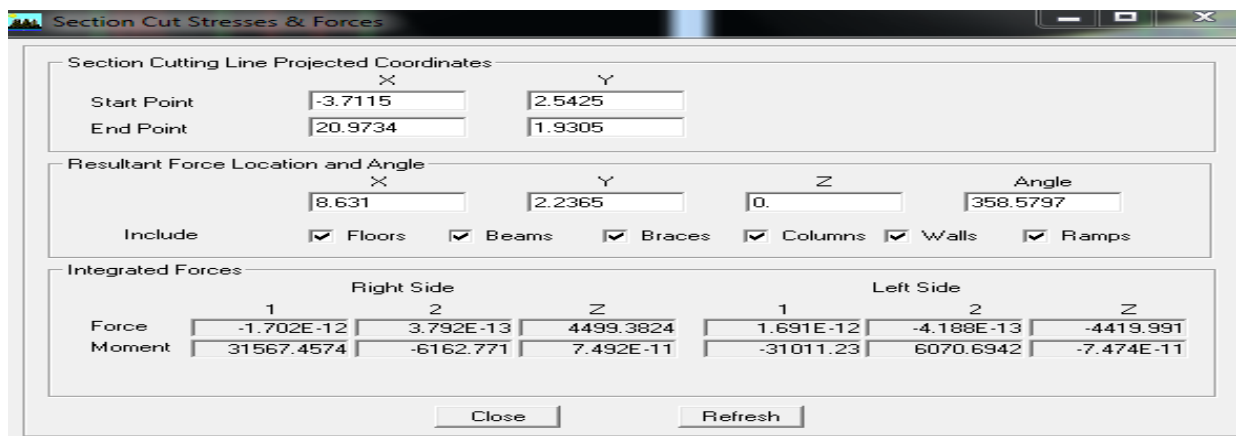 Section Cut Stresses & Forces
Section Cutting Line Projected Coordinates
X Y
Start Point -3.7115 2.5425
End Point 20.9734 1.9305
Resultant Force Location and Angle
X Y Z Angle
8.631 2.2365 0. 358.5797
Include Floors Beams Braces Columns Walls Ramps
Integrated Forces
Right Side Left Side
1 2 Z 1 2 Z
Force -1.702E-12 3.792E-13 4499.3824 1.691E-12 -4.188E-13 -4419.991
Moment 31567.4574 -6162.771 7.492E-11 -31011.23 6070.6942 -7.474E-11
Close Refresh